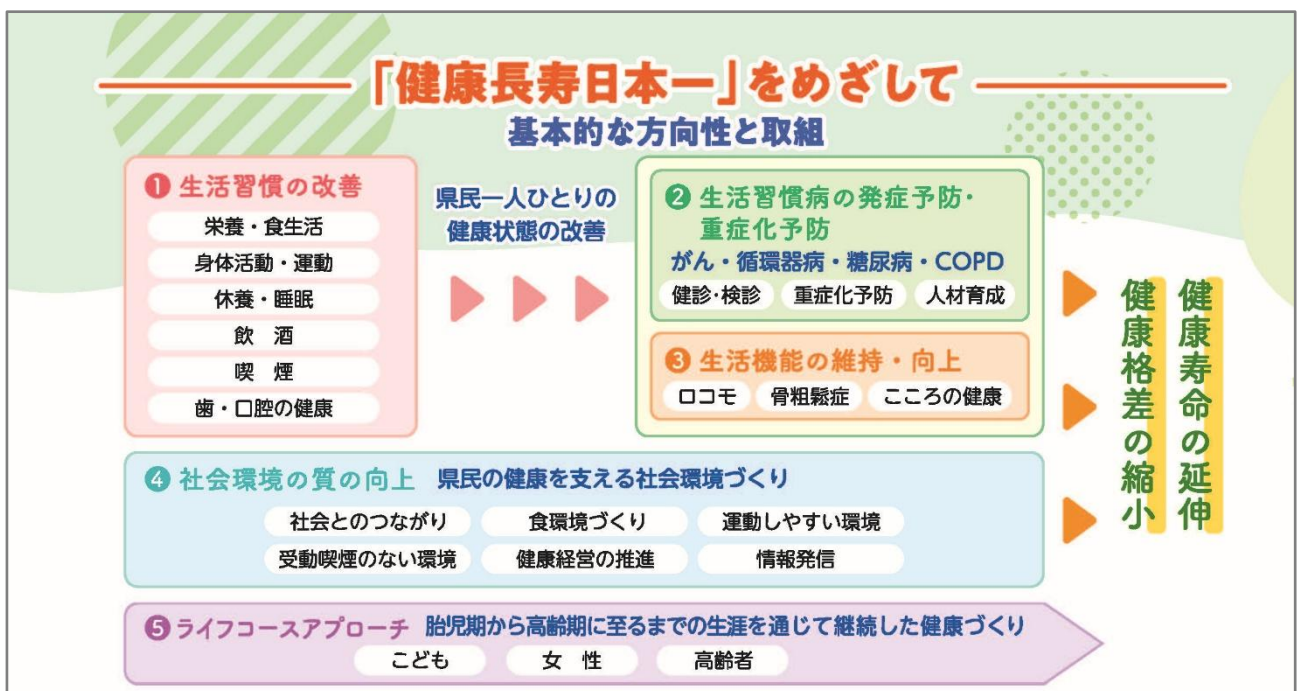 「健康長寿日本一」をめざして
基本的な方向性と取組
❶ 生活習慣の改善
栄養・食生活
身体活動・運動
休養・睡眠
飲 酒
喫 煙
歯・口腔の健康
県民一人ひとりの
健康状態の改善
❷ 生活習慣病の発症予防・
重症化予防
がん・循環器病・糖尿病・COPD
健診・検診 重症化予防 人材育成
❸ 生活機能の維持・向上
ロコモ 骨粗鬆症 こころの健康
健康寿命の延伸
健康格差の縮小
❹ 社会環境の質の向上 県民の健康を支える社会環境づくり
社会とのつながり 食環境づくり 運動しやすい環境
受動喫煙のない環境 健康経営の推進 情報発信
❺ ライフコースアプローチ 胎児期から高齢期に至るまでの生涯を通じて継続した健康づくり
こども 女 性 高齢者